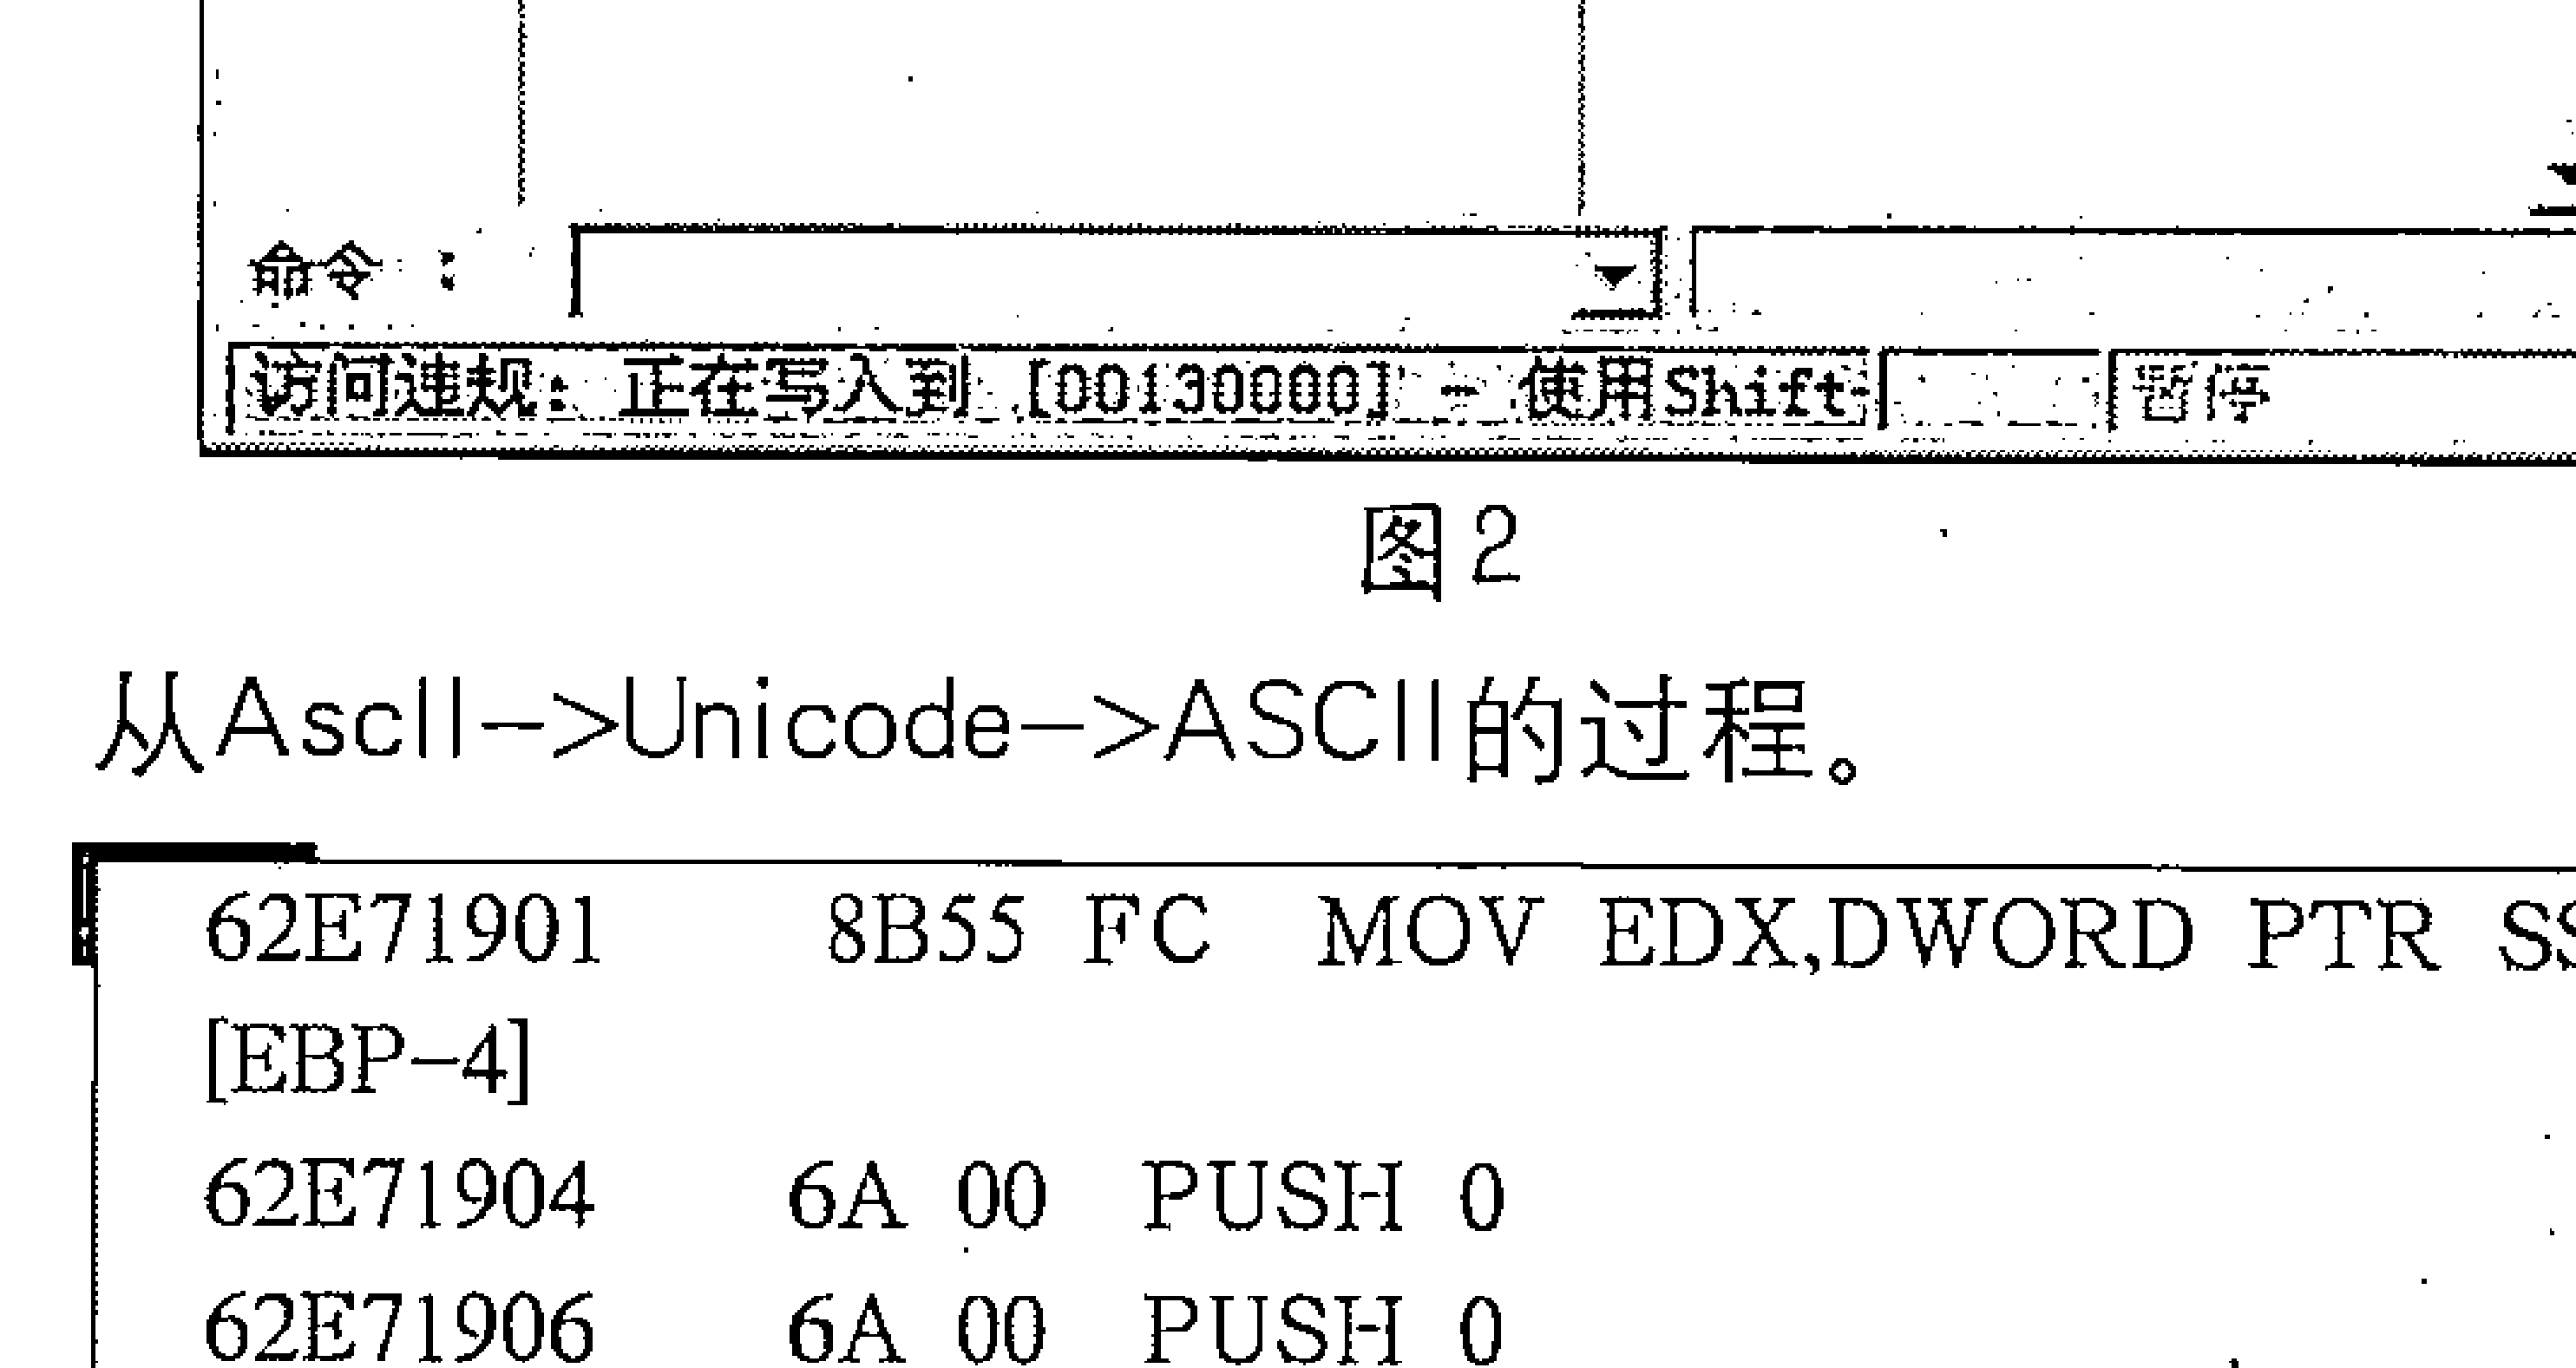 命令 :
访问违规: 正在写入到 [00130000] - 使用Shift 暂停
图2
从AscII->Unicode->ASCII的过程。
62E71901 8B55 FC MOV EDX,DWORD PTR SS
[EBP-4]
62E71904 6A 00 PUSH 0
62E71906 6A 00 PUSH 0